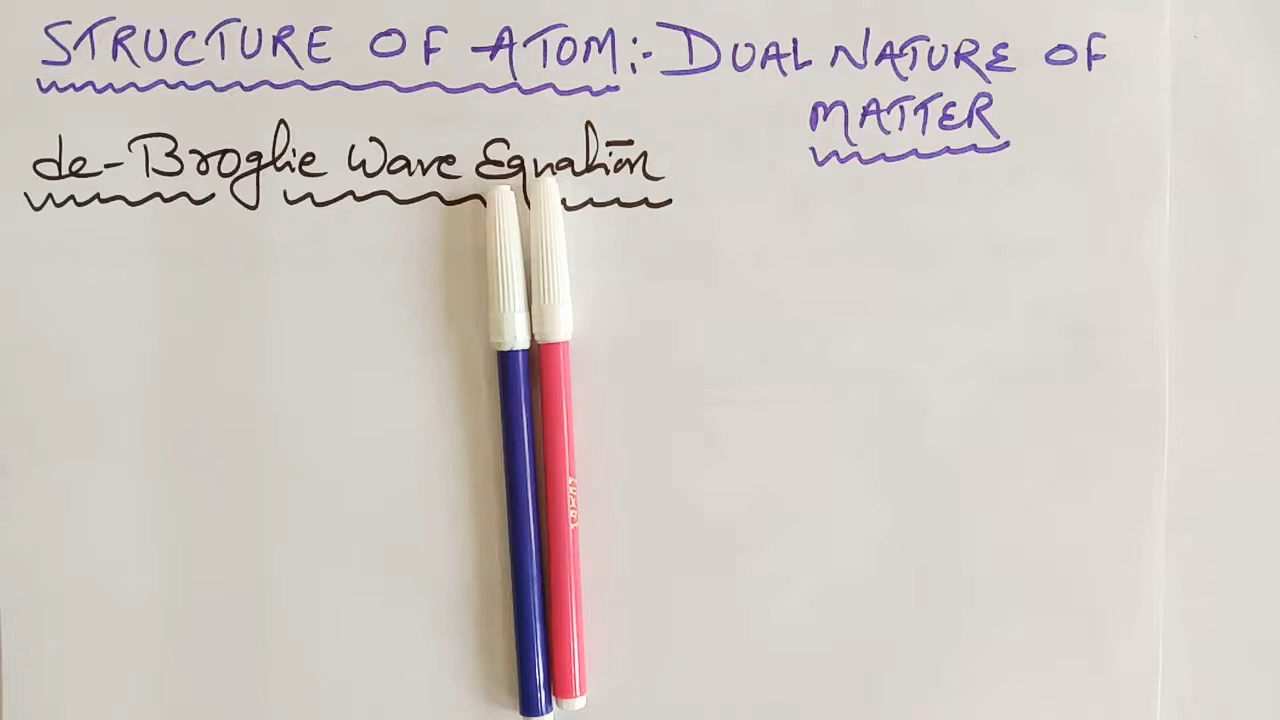 STRUCTURE OF ATOM:- DUAL NATURE OF
MATTER
de-Broglie Wave Equation